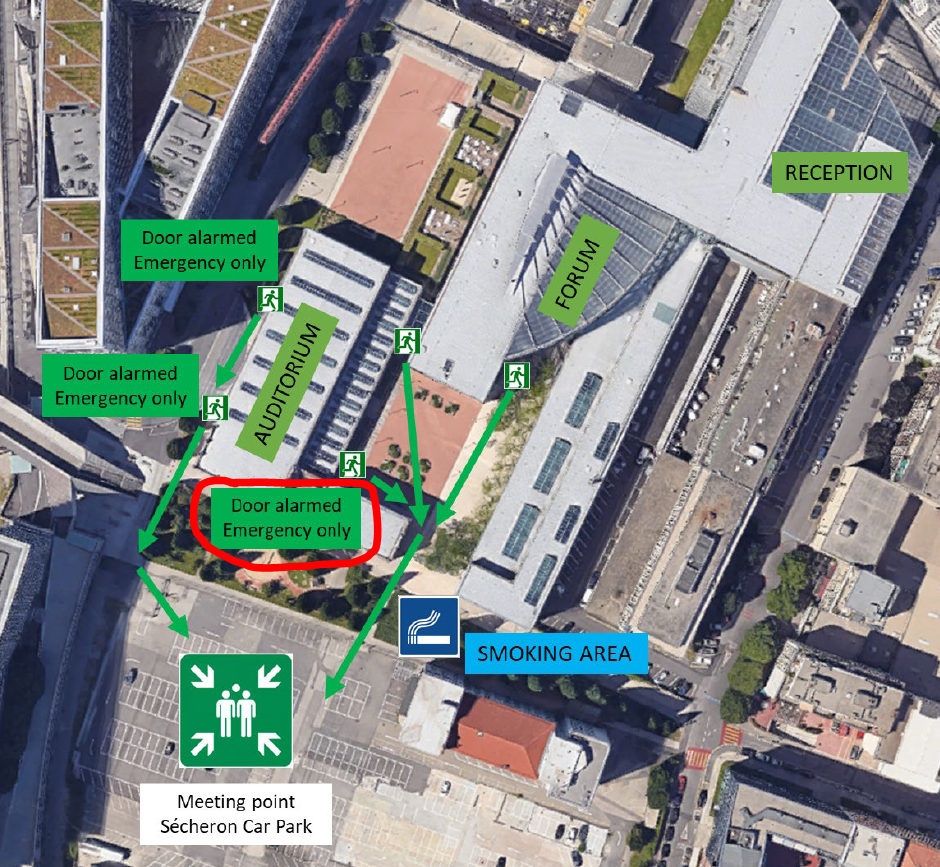 RECEPTION
Door alarmed
Emergency only
FORUM
AUDITORIUM
Door alarmed
Emergency only
Door alarmed
Emergency only
SMOKING AREA
Meeting point
Sécheron Car Park